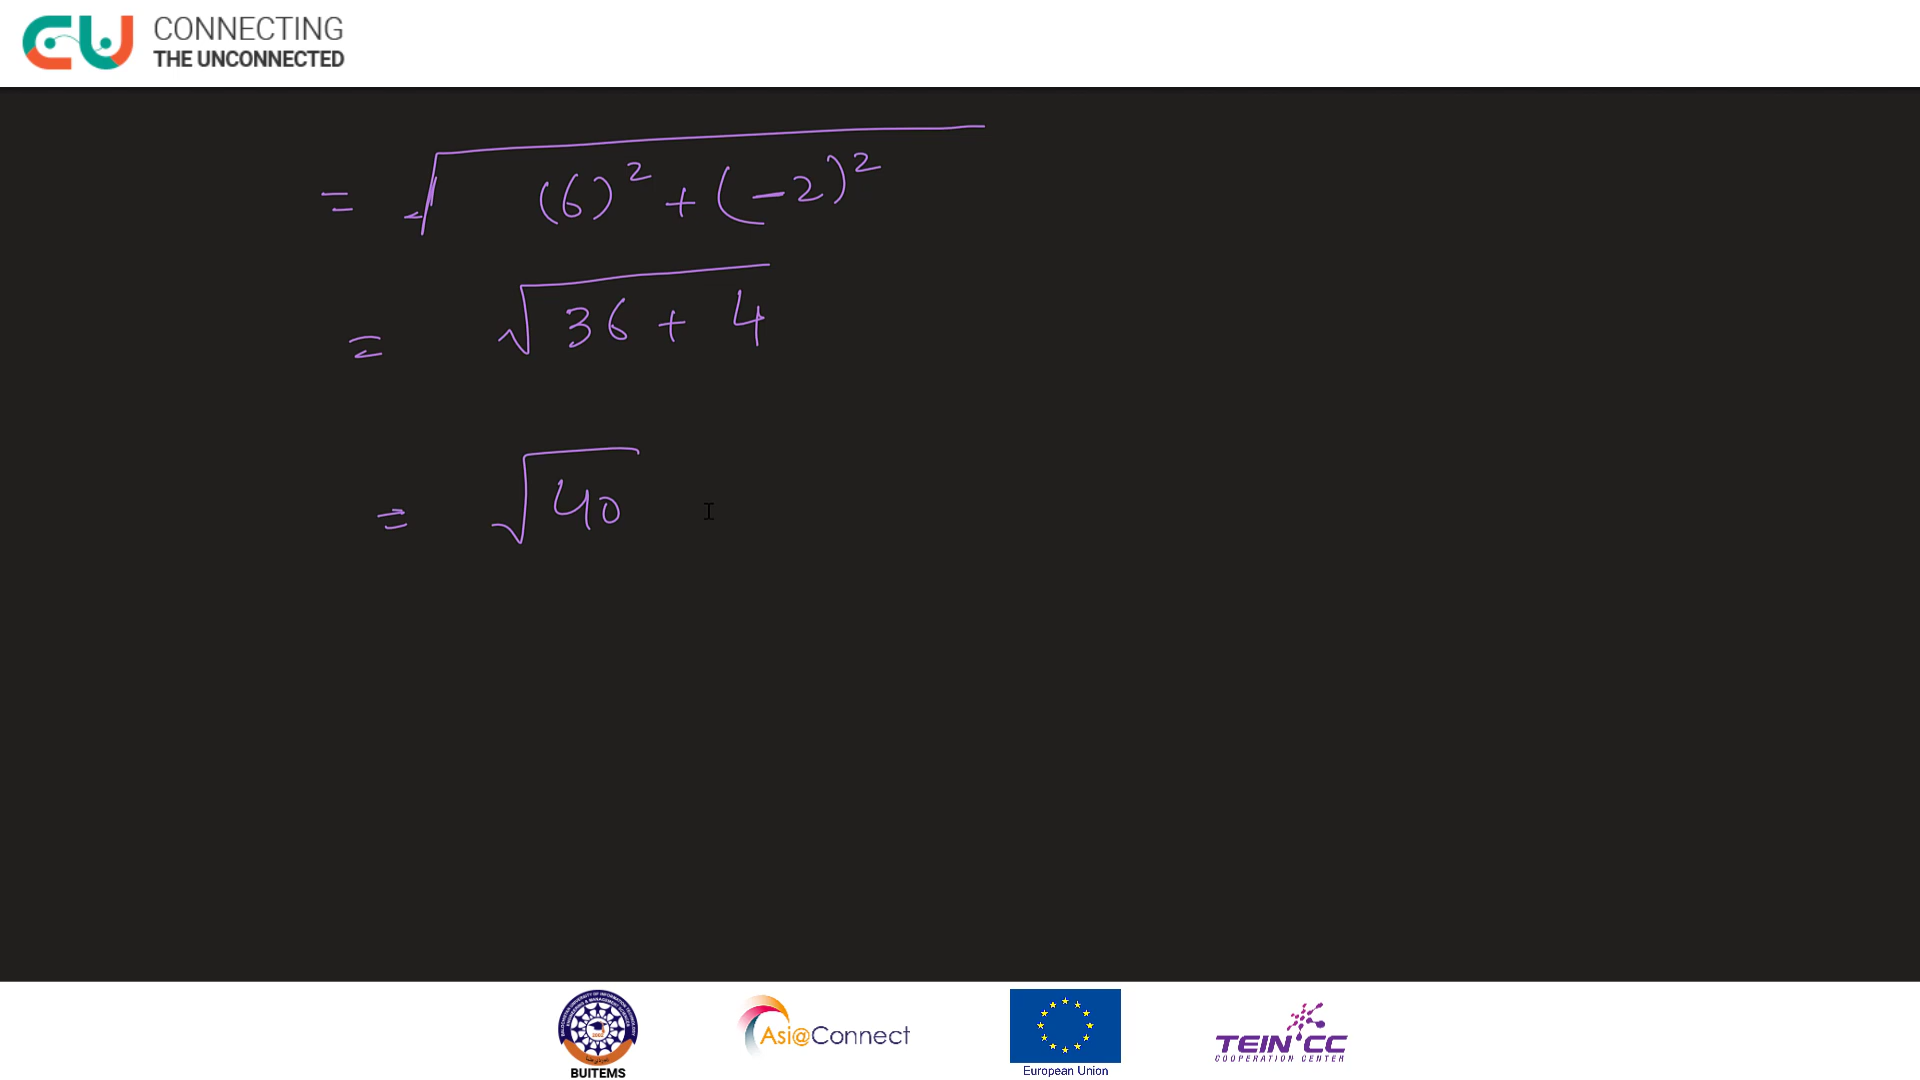 CONNECTING
THE UNCONNECTED
= √(6)² + (-2)²
= √36 + 4
= √40
BUITEMS
Asi@Connect
European Union
TEIN*CC
COOPERATION CENTER